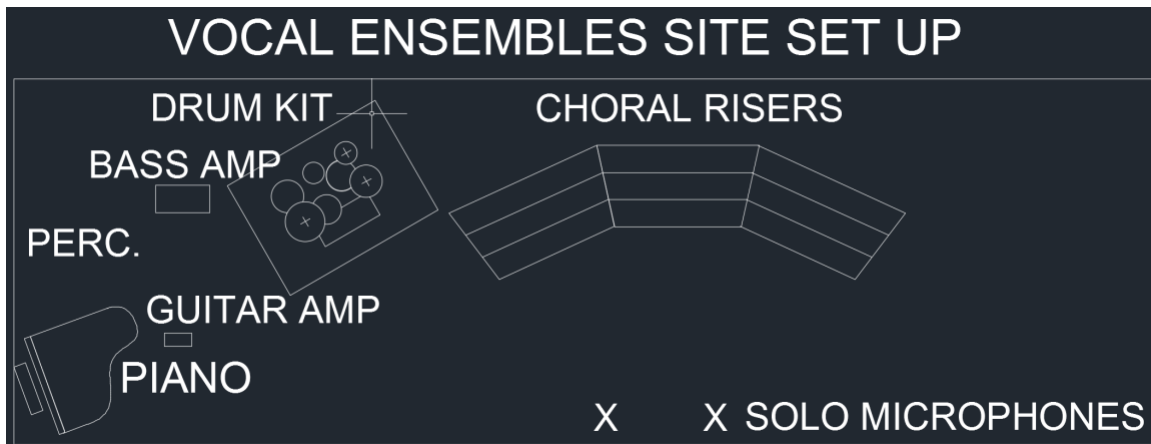 VOCAL ENSEMBLES SITE SET UP
DRUM KIT
CHORAL RISERS
BASS AMP
PERC.
GUITAR AMP
PIANO
X X SOLO MICROPHONES